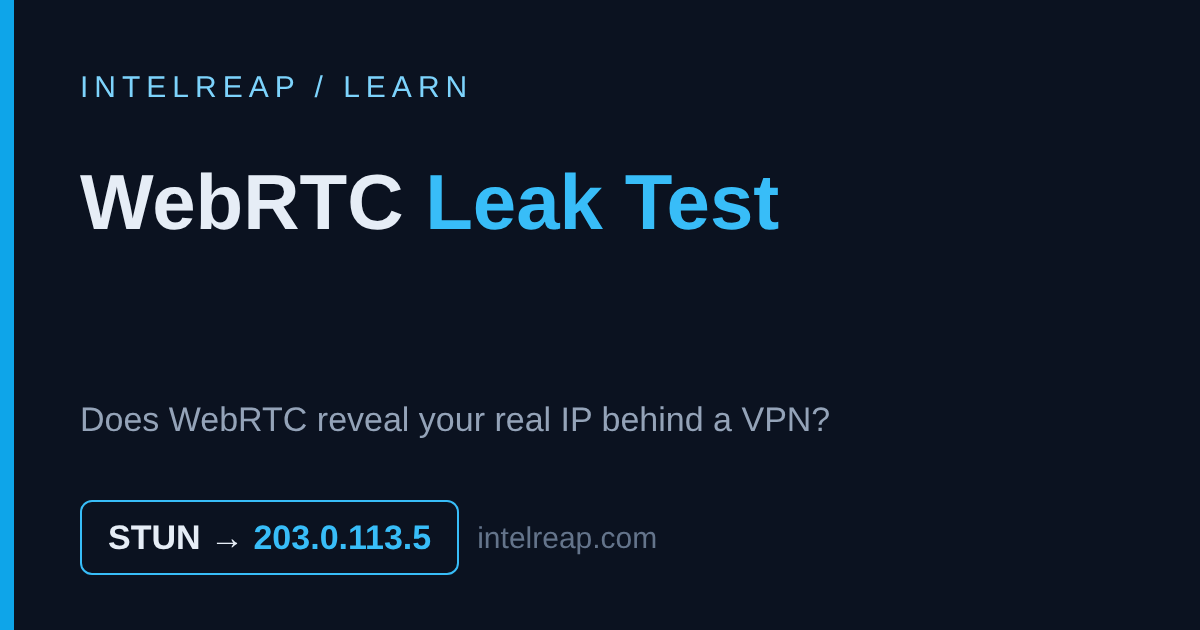 INTELREAP / LEARN
WebRTC Leak Test
Does WebRTC reveal your real IP behind a VPN?
STUN → 203.0.113.5 intelreap.com